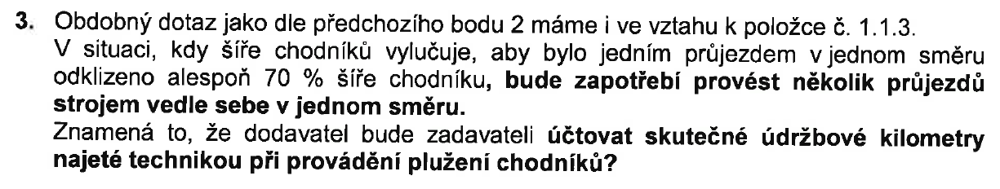 3. Obdobný dotaz jako dle předchozího bodu 2 máme i ve vztahu k položce č. 1.1.3.
V situaci, kdy šíře chodníků vylučuje, aby bylo jedním průjezdem v jednom směru
odklizeno alespoň 70 % šíře chodníku, bude zapotřebí provést několik průjezdů
strojem vedle sebe v jednom směru.
Znamená to, že dodavatel bude zadavateli účtovat skutečné údržbové kilometry
najeté technikou při provádění plužení chodníků?